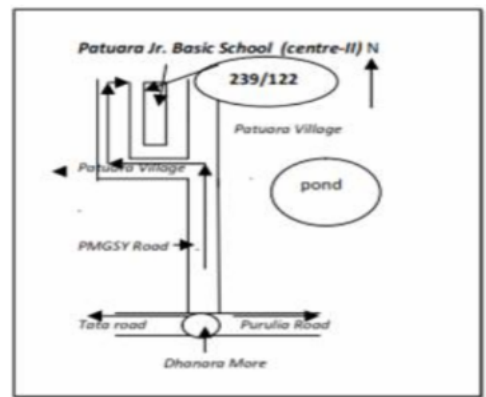 Patuara Jr. Basic School (centre-II) N
239/122
Patuara Village
Patuara Village
pond
PMGSY Road
Tata road
Purulia Road
Dhanara More